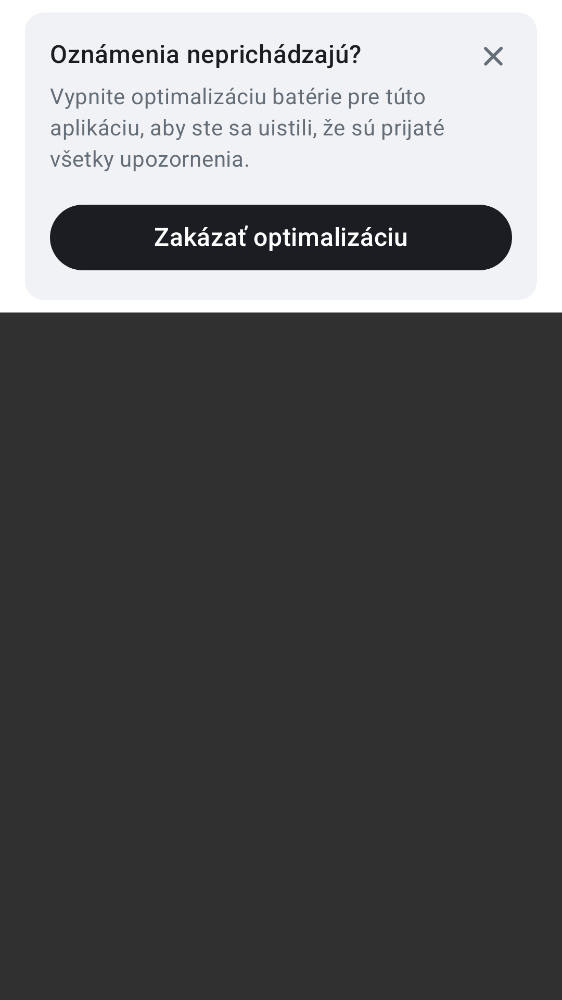 Oznámenia neprichádzajú?
Vypnite optimalizáciu batérie pre túto
aplikáciu, aby ste sa uistili, že sú prijaté
všetky upozornenia.
Zakázať optimalizáciu